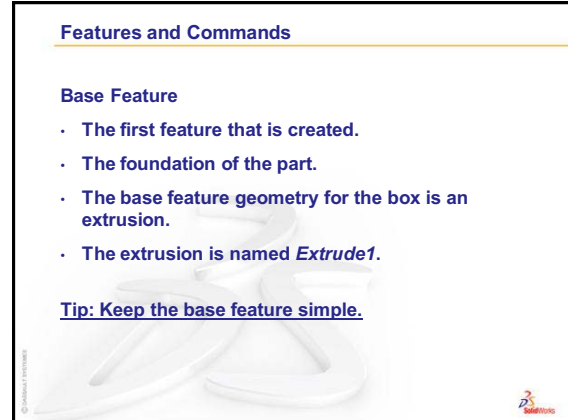 Features and Commands
Base Feature
• The first feature that is created.
• The foundation of the part.
• The base feature geometry for the box is an
extrusion.
• The extrusion is named Extrude1.
Tip: Keep the base feature simple.
© DASSAULT SYSTEMES
SolidWorks